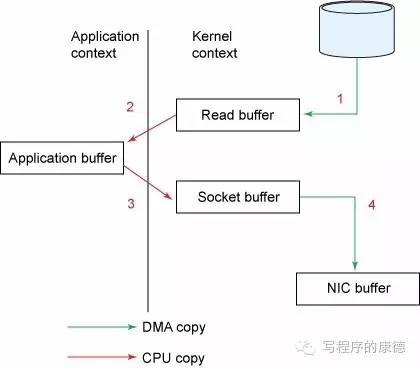 Application
context
Kernel
context
1
2
Read buffer
Application buffer
3
Socket buffer
4
NIC buffer
DMA copy
CPU copy
写程序的康德